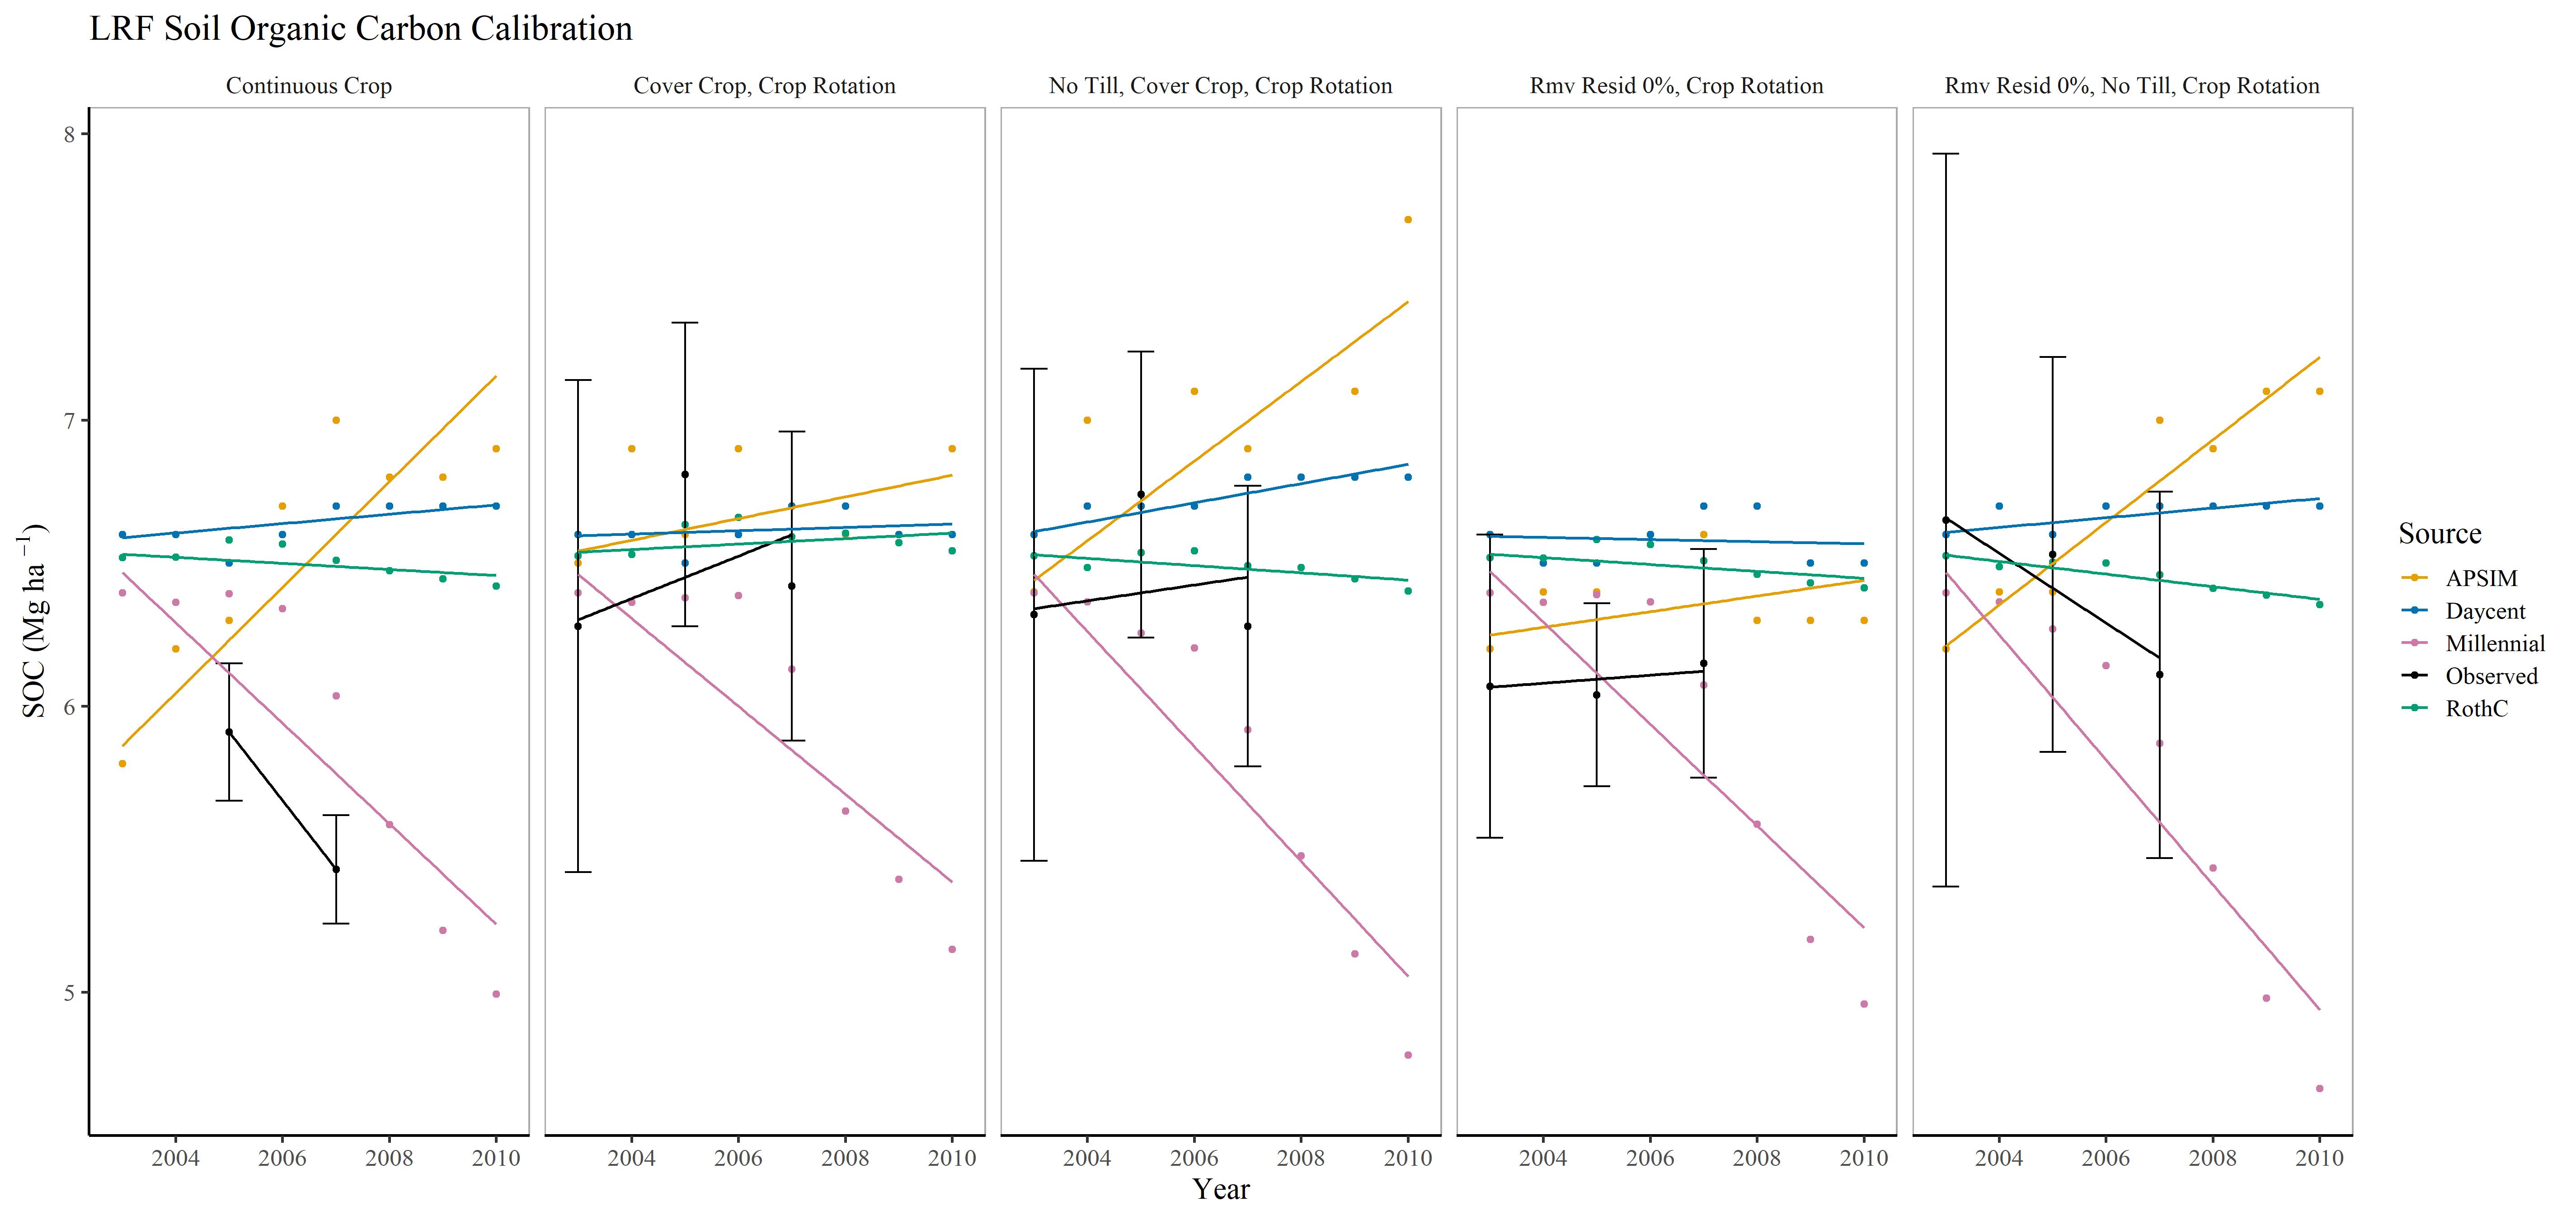 LRF Soil Organic Carbon Calibration
Continuous Crop
Cover Crop, Crop Rotation
No Till, Cover Crop, Crop Rotation
Rmv Resid 0%, Crop Rotation
Rmv Resid 0%, No Till, Crop Rotation
SOC (Mg ha⁻¹)
8
7
6
5
2004 2006 2008 2010
2004 2006 2008 2010
2004 2006 2008 2010
2004 2006 2008 2010
2004 2006 2008 2010
Year
Source
APSIM
Daycent
Millennial
Observed
RothC